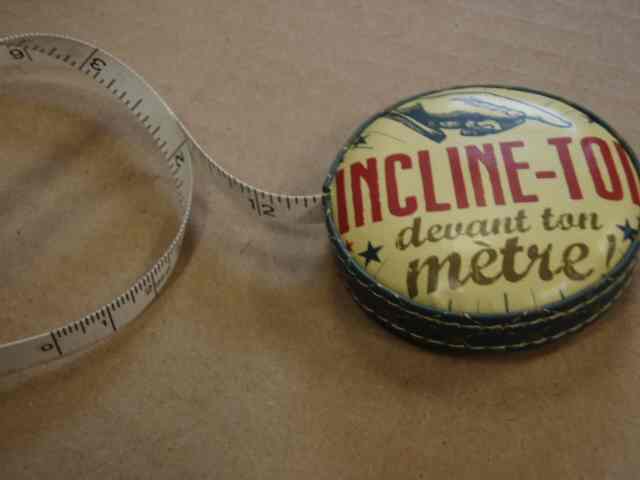 INCLINE-TOI
devant ton
mètre !